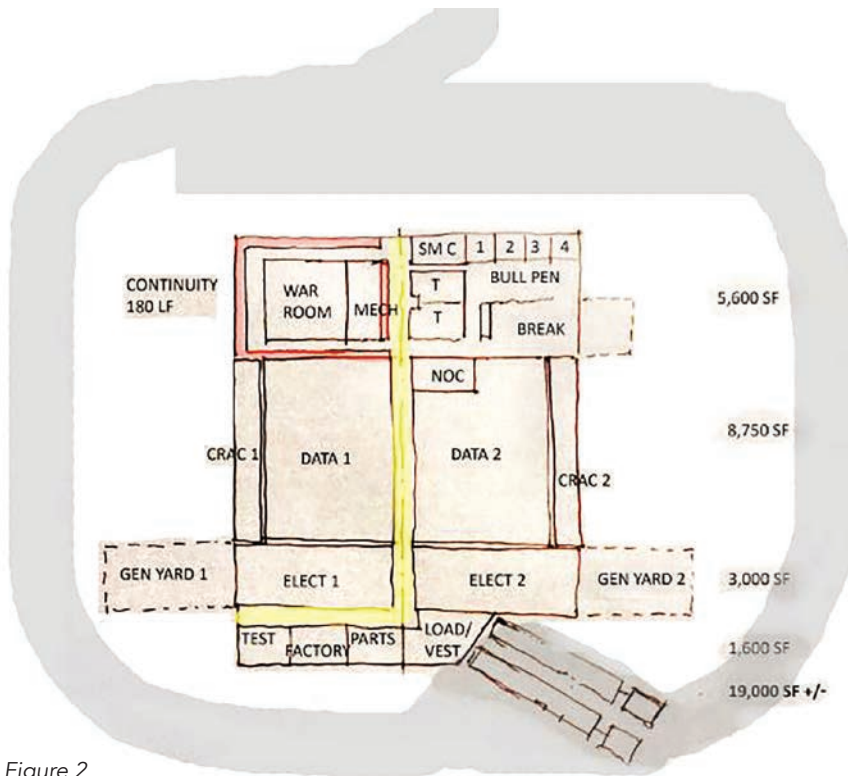 SM C 1 2 3 4
CONTINUITY
180 LF
WAR
ROOM
MECH
T
T
BULL PEN
BREAK
5,600 SF
NOC
CRAC 1
DATA 1
DATA 2
CRAC 2
8,750 SF
GEN YARD 1
ELECT 1
ELECT 2
GEN YARD 2
3,000 SF
TEST
FACTORY
PARTS
LOAD/
VEST
1,600 SF
19,000 SF +/-
Figure 2